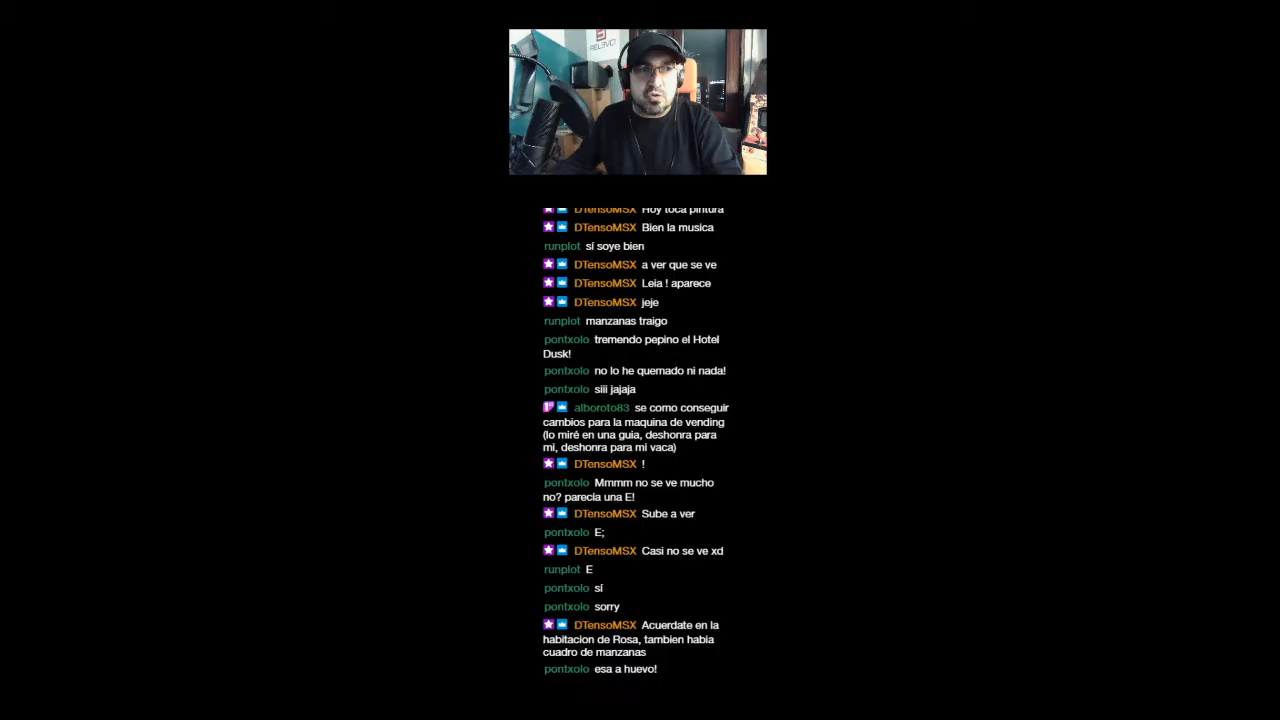 RELEVO
DTensoMSX Hoy toca pintura
DTensoMSX Bien la musica
runplot sí soye bien
DTensoMSX a ver que se ve
DTensoMSX Leia ! aparece
DTensoMSX jeje
runplot manzanas traigo
pontxolo tremendo pepino el Hotel
Dusk!
pontxolo no lo he quemado ni nada!
pontxolo siii jajaja
alboroto83 se como conseguir
cambios para la maquina de vending
(lo miré en una guia, deshonra para
mi, deshonra para mi vaca)
DTensoMSX !
pontxolo Mmmm no se ve mucho
no? parecía una E!
DTensoMSX Sube a ver
pontxolo E;
DTensoMSX Casi no se ve xd
runplot E
pontxolo sí
pontxolo sorry
DTensoMSX Acuerdate en la
habitacion de Rosa, tambien habia
cuadro de manzanas
pontxolo esa a huevo!